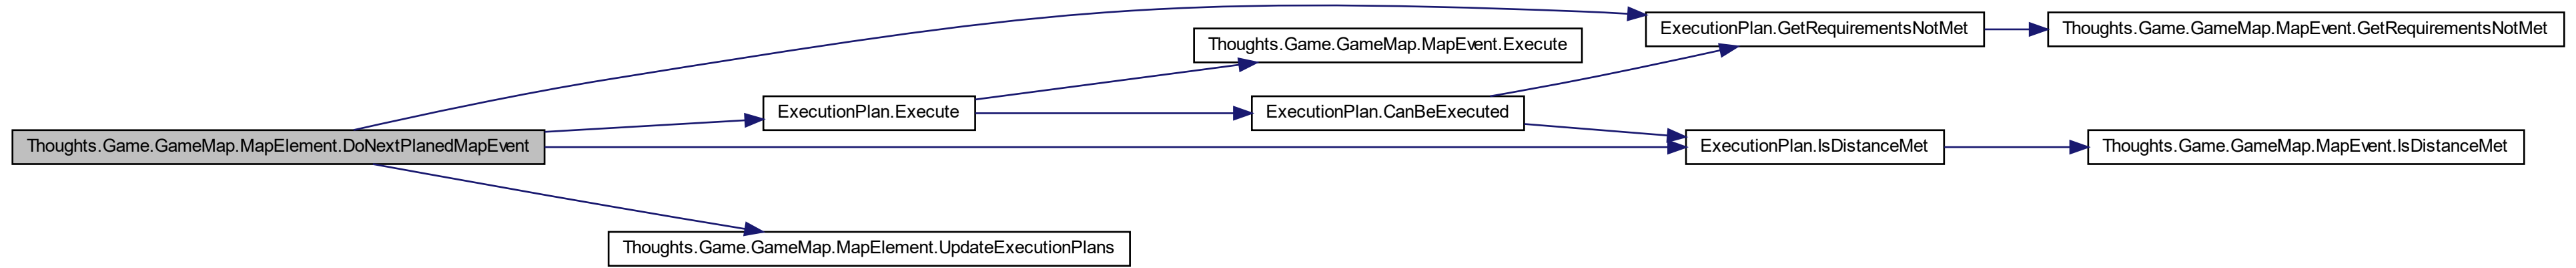 Thoughts.Game.GameMap.MapElement.DoNextPlanedMapEvent
ExecutionPlan.Execute
Thoughts.Game.GameMap.MapEvent.Execute
ExecutionPlan.CanBeExecuted
ExecutionPlan.GetRequirementsNotMet
Thoughts.Game.GameMap.MapEvent.GetRequirementsNotMet
ExecutionPlan.IsDistanceMet
Thoughts.Game.GameMap.MapEvent.IsDistanceMet
Thoughts.Game.GameMap.MapElement.UpdateExecutionPlans